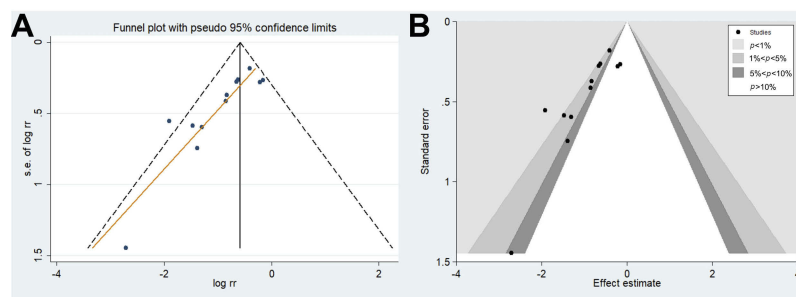 A
Funnel plot with pseudo 95% confidence limits
s.e. of log rr
0
.5
1
1.5
-4
-2
0
2
log rr
B
Standard error
0
.5
1
1.5
-4
-2
0
2
4
Effect estimate
Studies
p<1%
1%<p<5%
5%<p<10%
p>10%